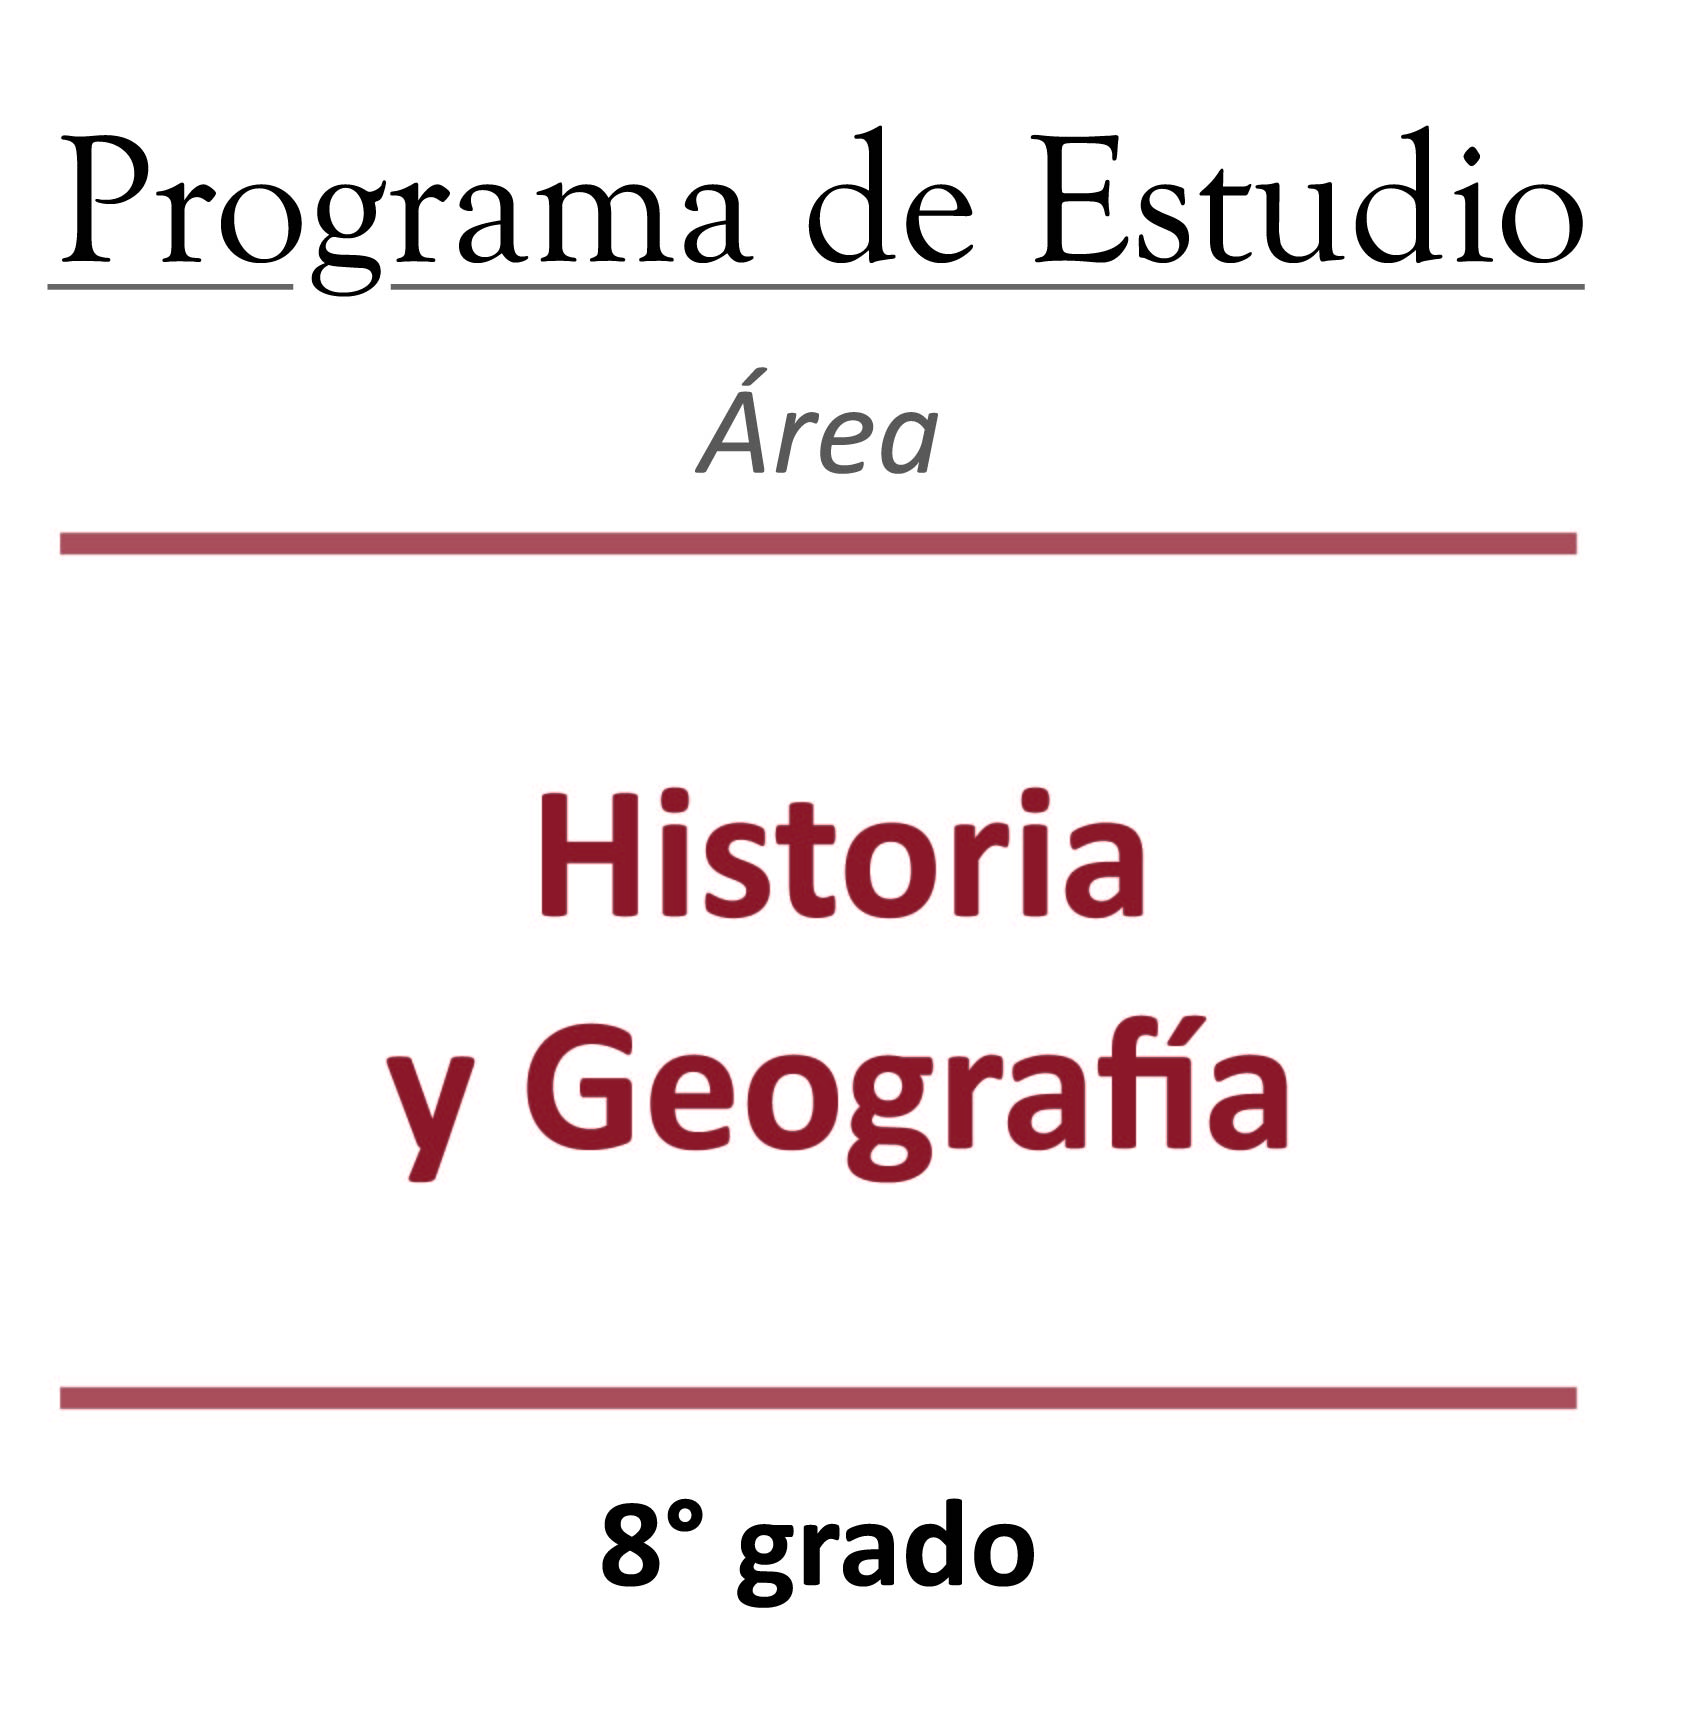 Programa de Estudio
Área
Historia
y Geografía
8° grado